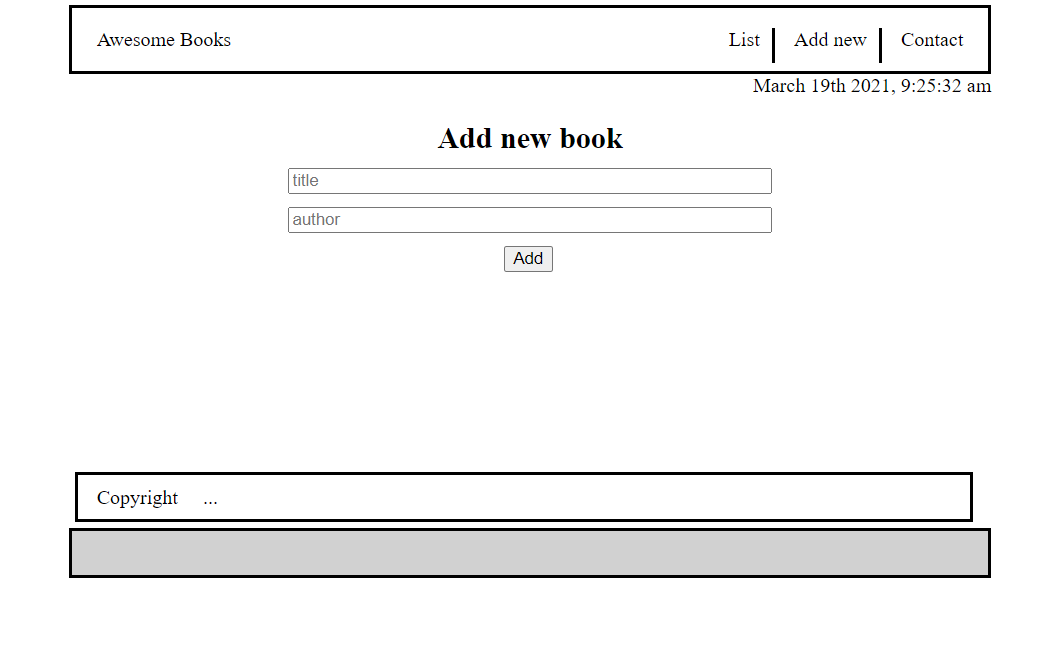 Awesome Books List Add new Contact
March 19th 2021, 9:25:32 am
Add new book
title
author
Add
Copyright ...